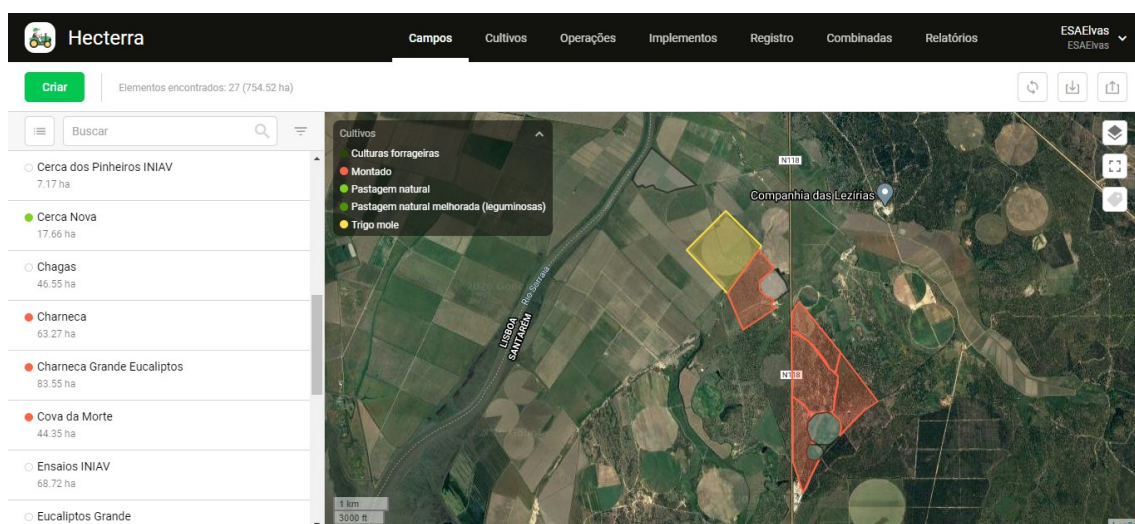 Hecterra
Campos
Cultivos
Operações
Implementos
Registro
Combinadas
Relatórios
ESAElvas
ESAElvas
Criar
Elementos encontrados: 27 (754.52 ha)
Buscar
Cerca dos Pinheiros INIAV
7.17 ha
Cerca Nova
17.66 ha
Chagas
46.55 ha
Charneca
63.27 ha
Charneca Grande Eucaliptos
83.55 ha
Cova da Morte
44.35 ha
Ensaios INIAV
68.72 ha
Eucaliptos Grande
Cultivos
Culturas forrageiras
Montado
Pastagem natural
Pastagem natural melhorada (leguminosas)
Trigo mole
N118
Companhia das Lezírias
Rio Sorraia
LISBOA
SANTARÉM
N118
1 km
3000 ft